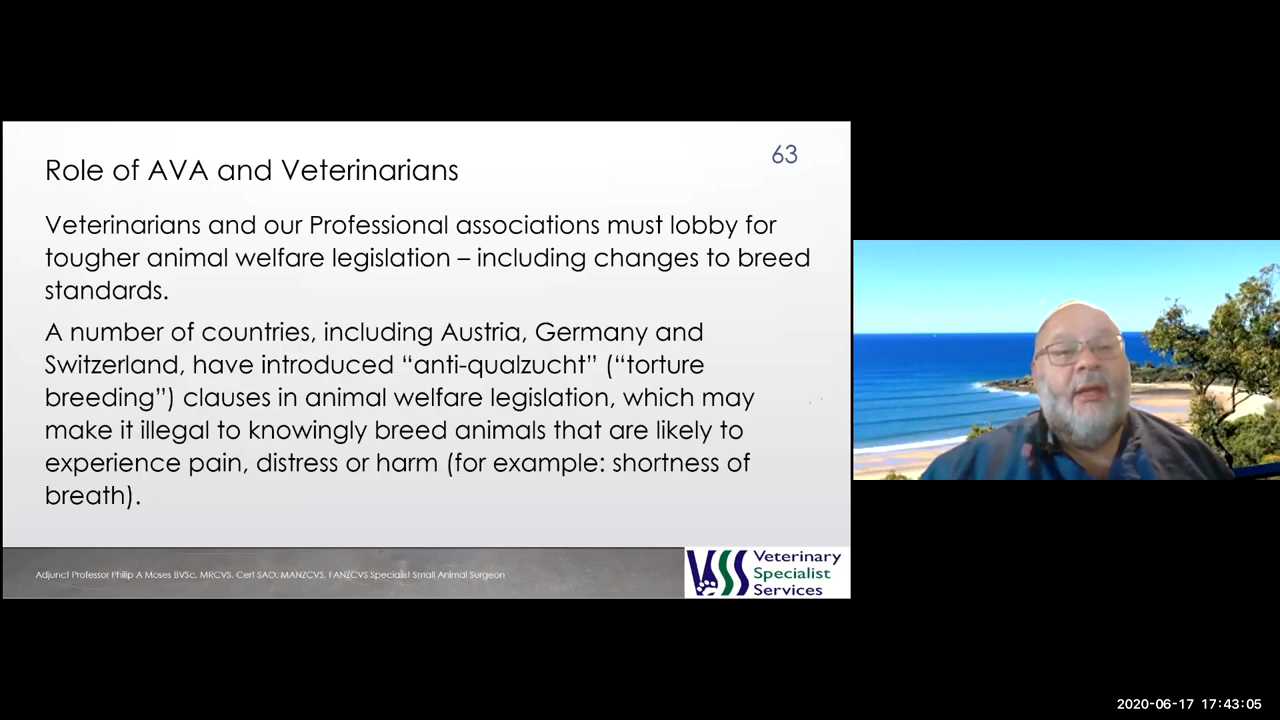 Role of AVA and Veterinarians
63
Veterinarians and our Professional associations must lobby for
tougher animal welfare legislation – including changes to breed
standards.
A number of countries, including Austria, Germany and
Switzerland, have introduced “anti-qualzucht” (“torture
breeding”) clauses in animal welfare legislation, which may
make it illegal to knowingly breed animals that are likely to
experience pain, distress or harm (for example: shortness of
breath).
Adjunct Professor Philip A Moses BVSc, MRCVS, Cert SAO, MANZCVS, FANZCVS Specialist Small Animal Surgeon
VSS
Veterinary
Specialist
Services
2020-06-17 17:43:05